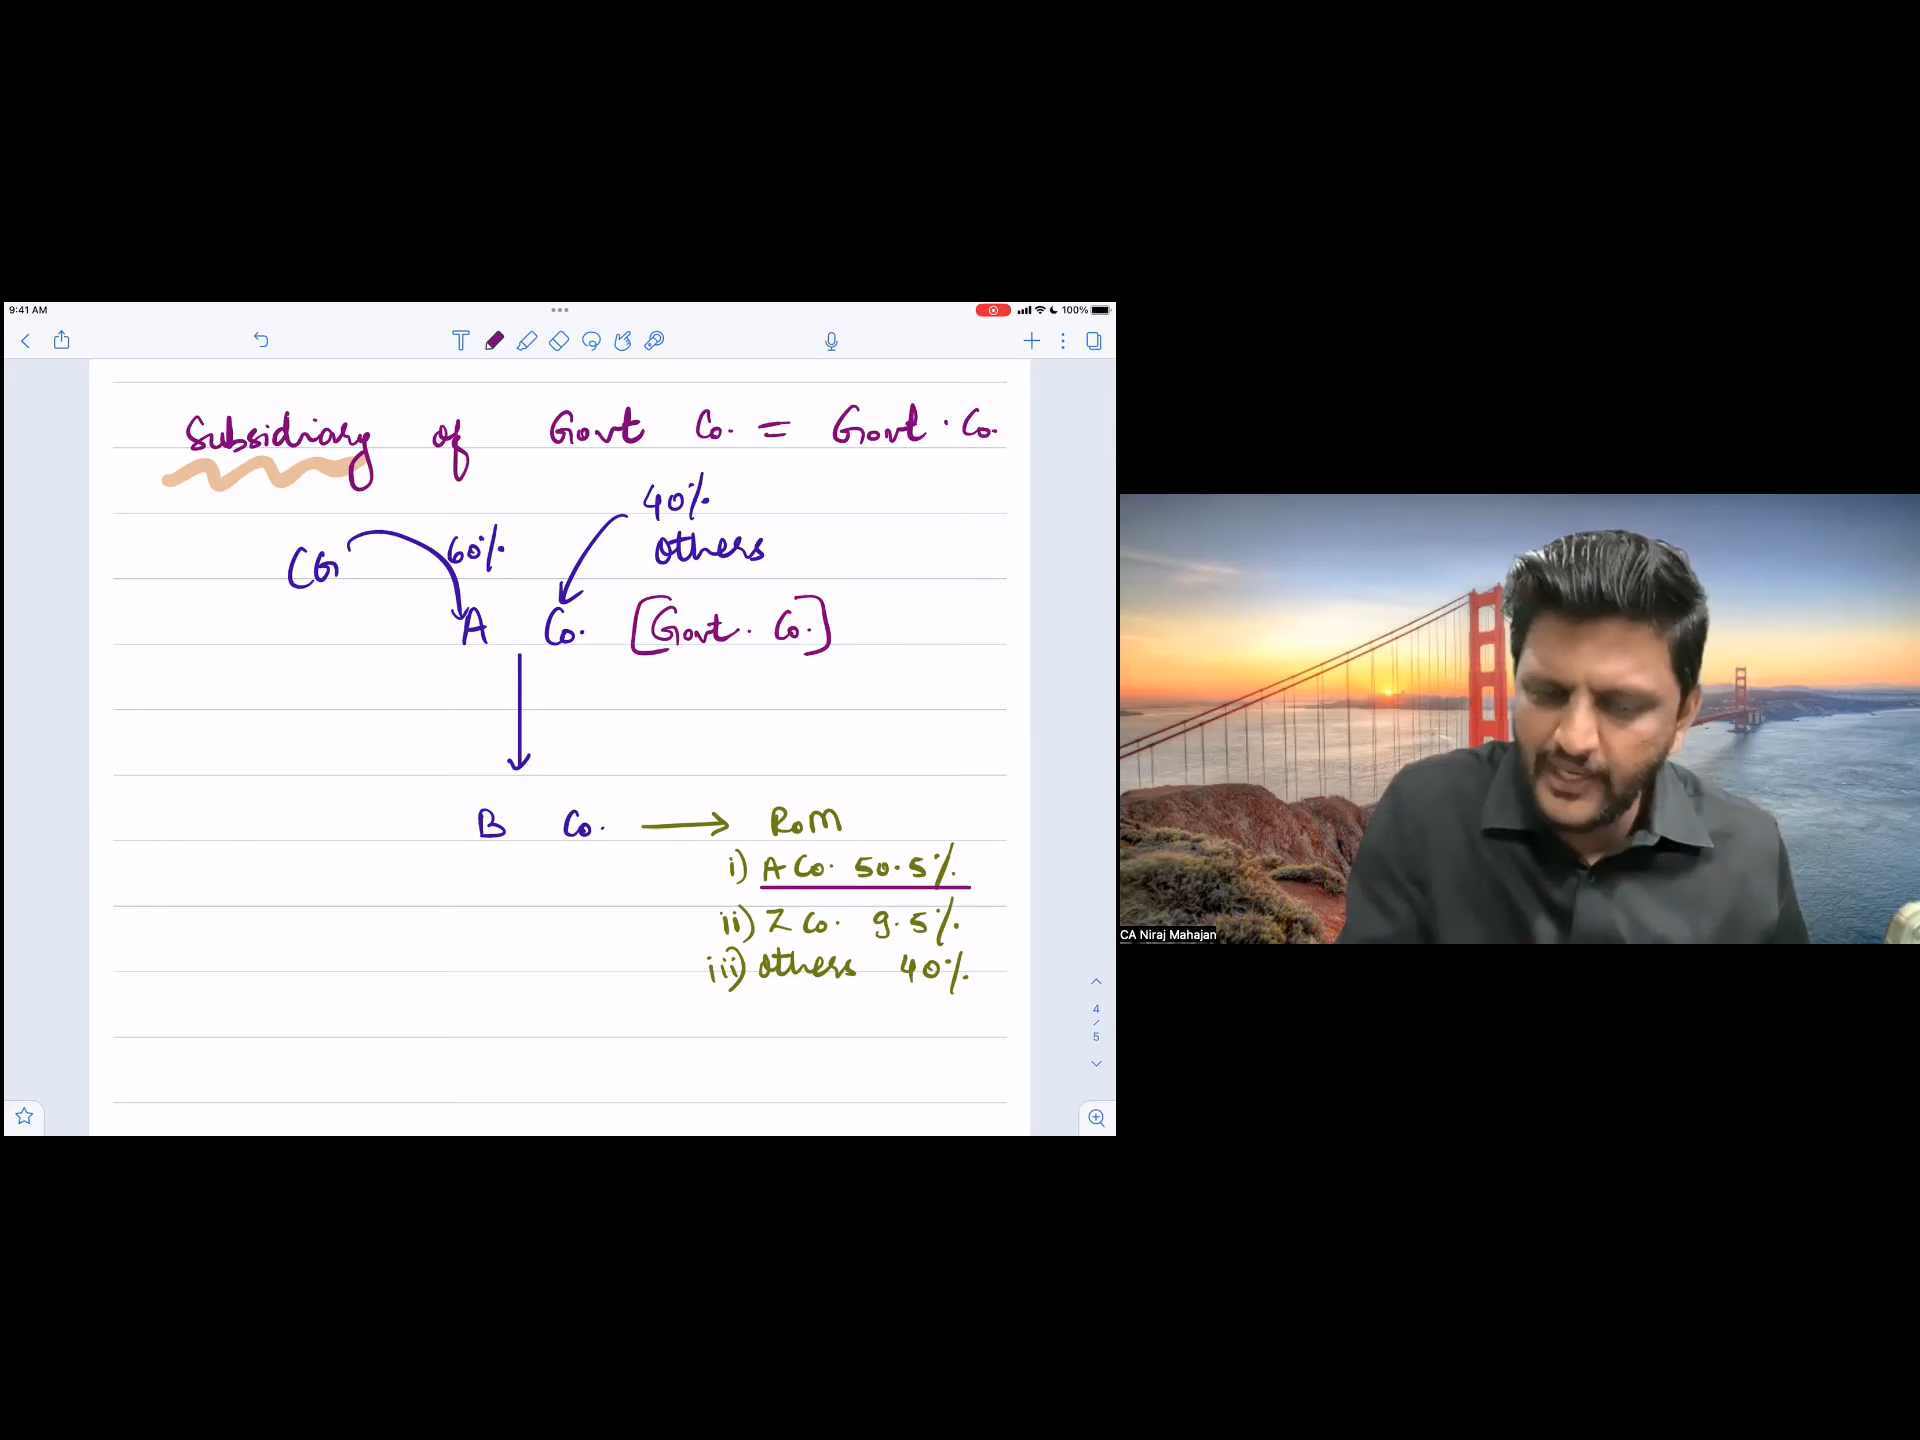 9:41 AM
100%
Subsidiary of Govt Co. = Govt. Co.
40%
60%
others
CG
A Co. [Govt. Co.]
B Co. → RoM
i) A Co. 50.5%
ii) Z Co. 9.5%
iii) others 40%
CA Niraj Mahajan
4
/
5